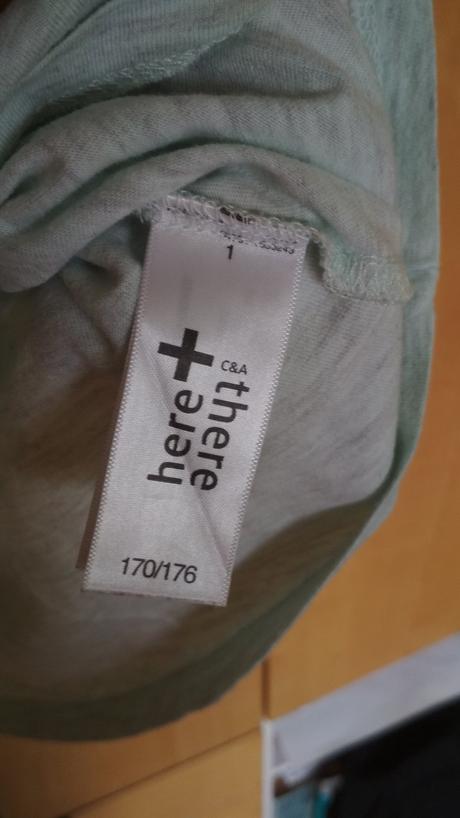 1
C&A
here +
there
170/176